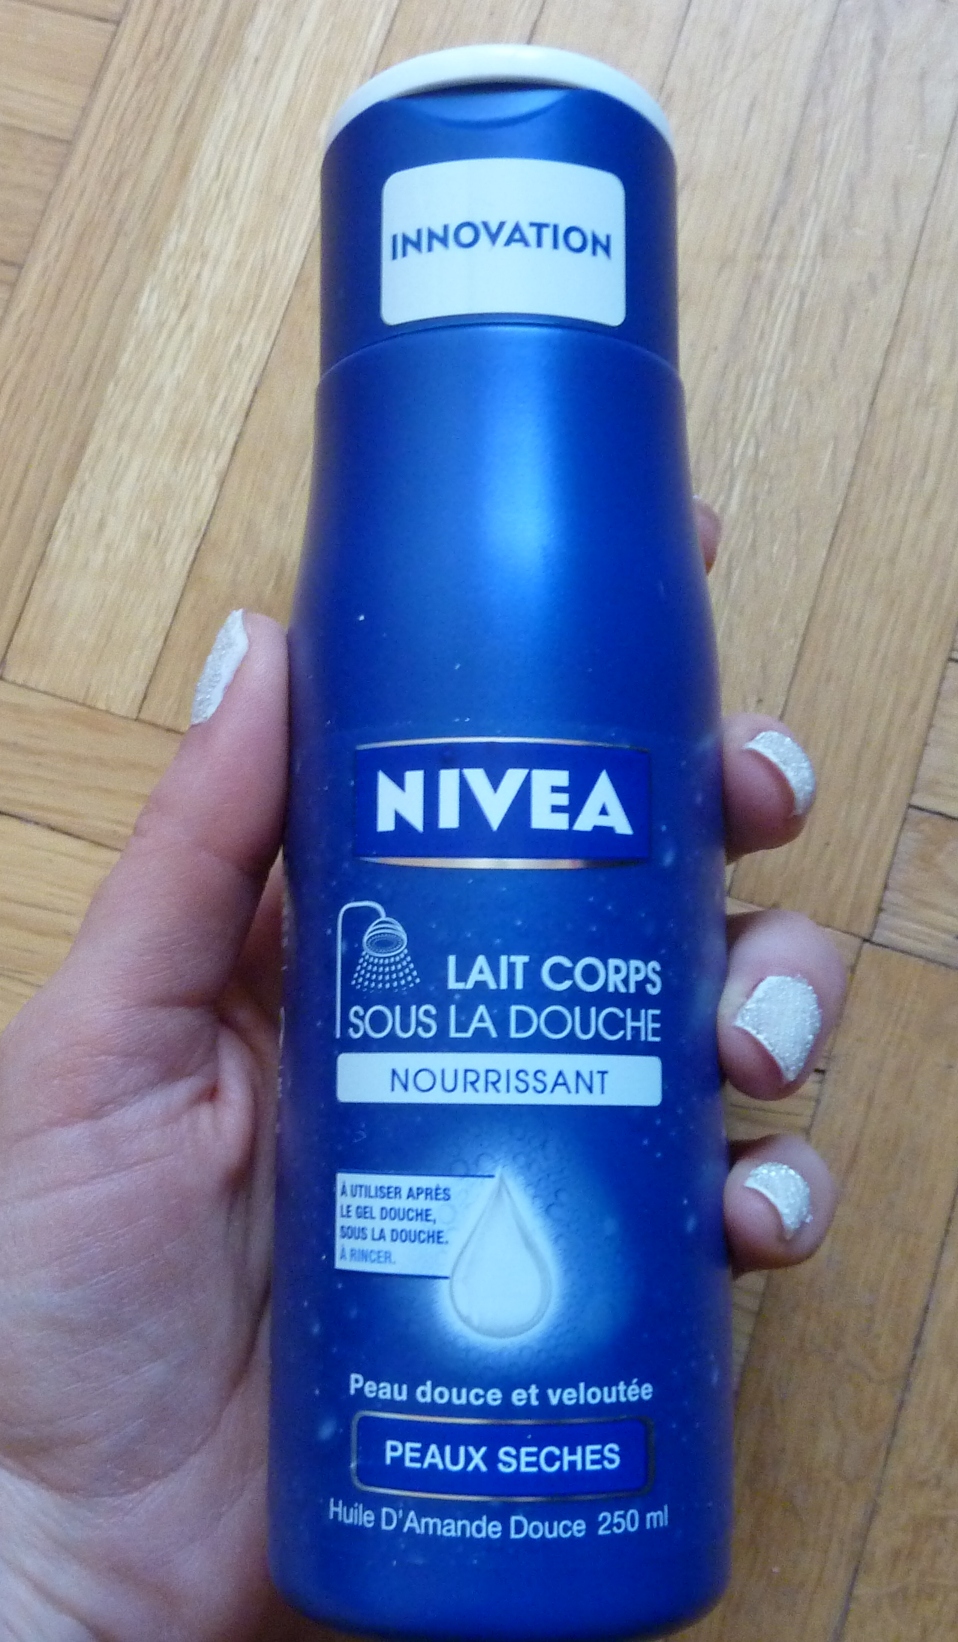 INNOVATION
NIVEA
LAIT CORPS
SOUS LA DOUCHE
NOURRISSANT
À UTILISER APRÈS
LE GEL DOUCHE,
SOUS LA DOUCHE.
À RINCER.
Peau douce et veloutée
PEAUX SECHES
Huile D'Amande Douce 250 ml